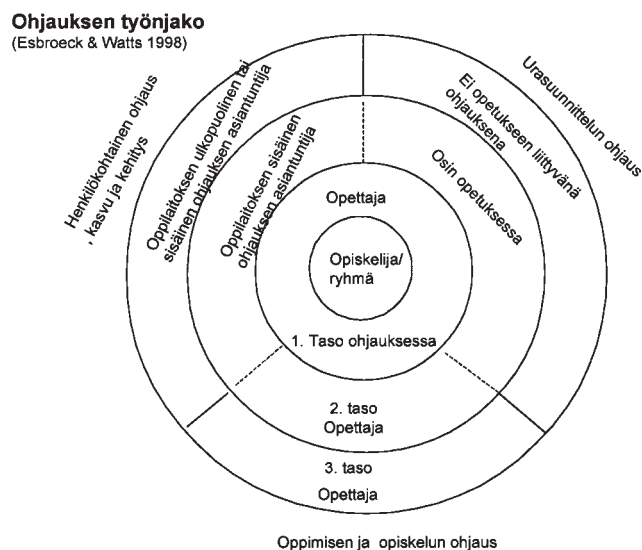 Ohjauksen työnjako
(Esbroeck & Watts 1998)
Henkilökohtainen ohjaus
, kasvu ja kehitys
Oppilaitoksen ulkopuolinen tai
sisäinen ohjauksen asiantuntija
Oppilaitoksen sisäinen
ohjauksen asiantuntija
Urasuunnittelun ohjaus
Ei opetukseen liittyvänä
ohjauksena
Osin opetuksessa
Opettaja
Opiskelija/
ryhmä
1. Taso ohjauksessa
2. taso
Opettaja
3. taso
Opettaja
Oppimisen ja opiskelun ohjaus